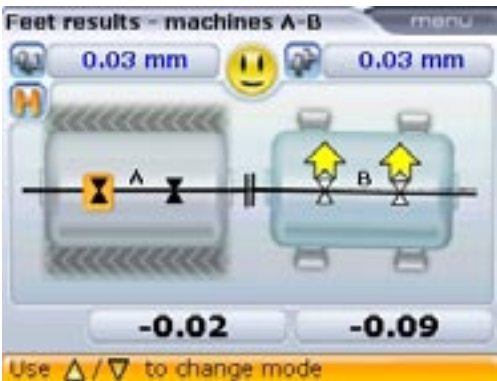 Feet results - machines A-B
menu
0.03 mm
0.03 mm
H
A
B
-0.02
-0.09
Use △/▽ to change mode